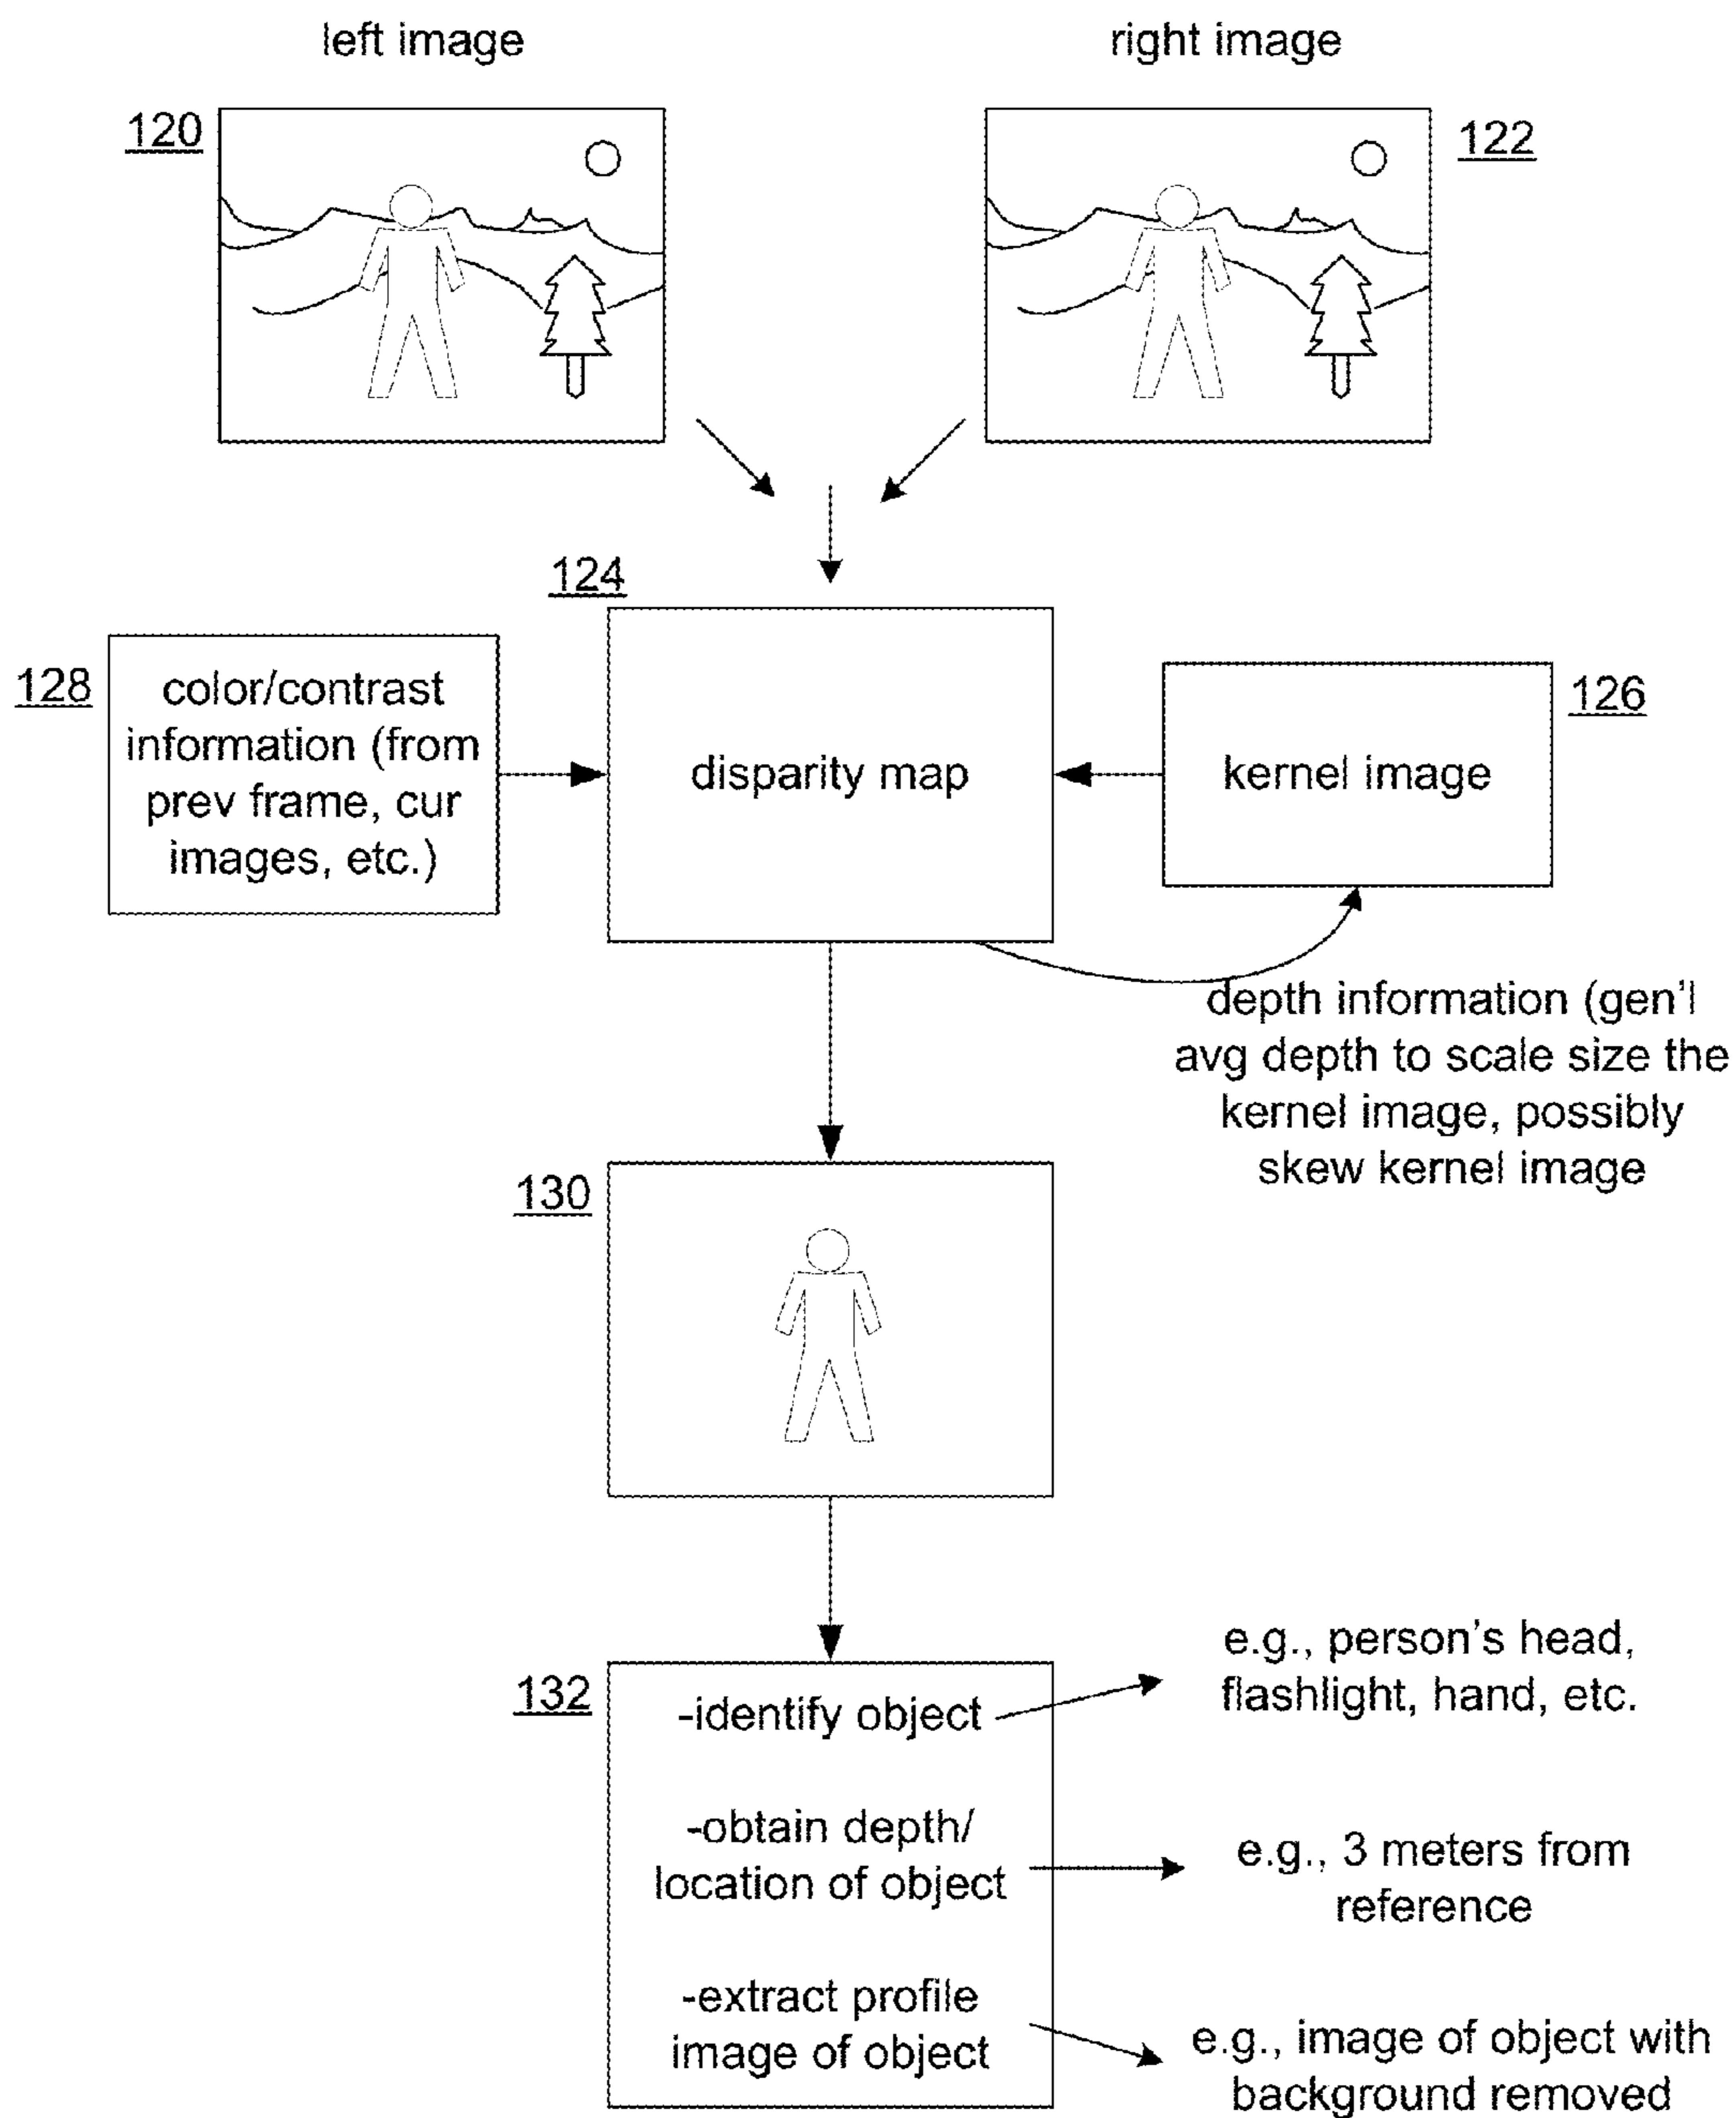 left image
right image
120
122
124
128
color/contrast
information (from
prev frame, cur
images, etc.)
disparity map
kernel image
126
depth information (gen'l
avg depth to scale size the
kernel image, possibly
skew kernel image
130
132
-identify object
e.g., person's head,
flashlight, hand, etc.
-obtain depth/
location of object
e.g., 3 meters from
reference
-extract profile
image of object
e.g., image of object with
background removed